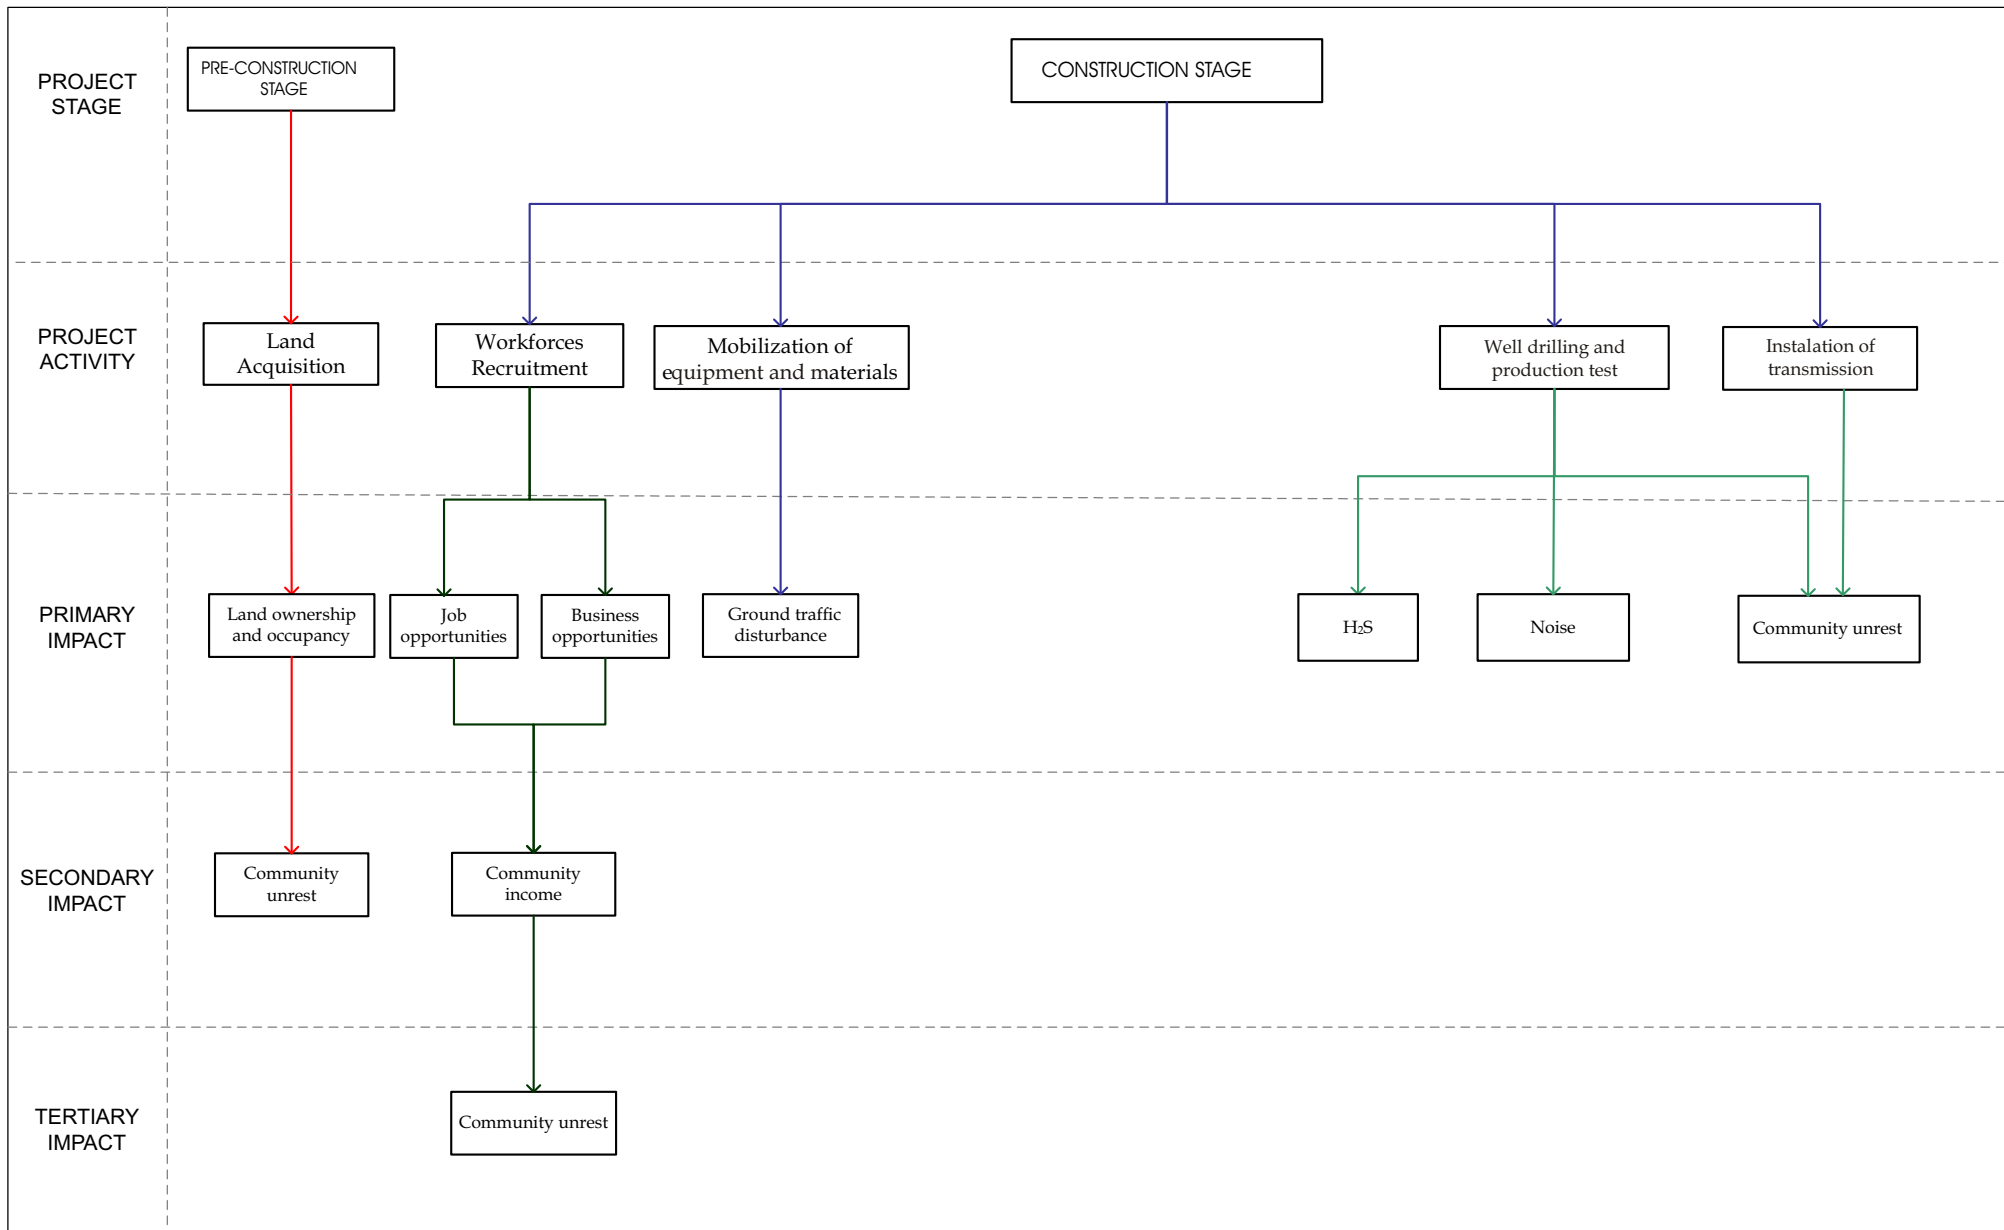 PROJECT
STAGE
PRE-CONSTRUCTION
STAGE
CONSTRUCTION STAGE
PROJECT
ACTIVITY
Land
Acquisition
Workforces
Recruitment
Mobilization of
equipment and materials
Well drilling and
production test
Instalation of
transmission
PRIMARY
IMPACT
Land ownership
and occupancy
Job
opportunities
Business
opportunities
Ground traffic
disturbance
H₂S
Noise
Community unrest
SECONDARY
IMPACT
Community
unrest
Community
income
TERTIARY
IMPACT
Community unrest